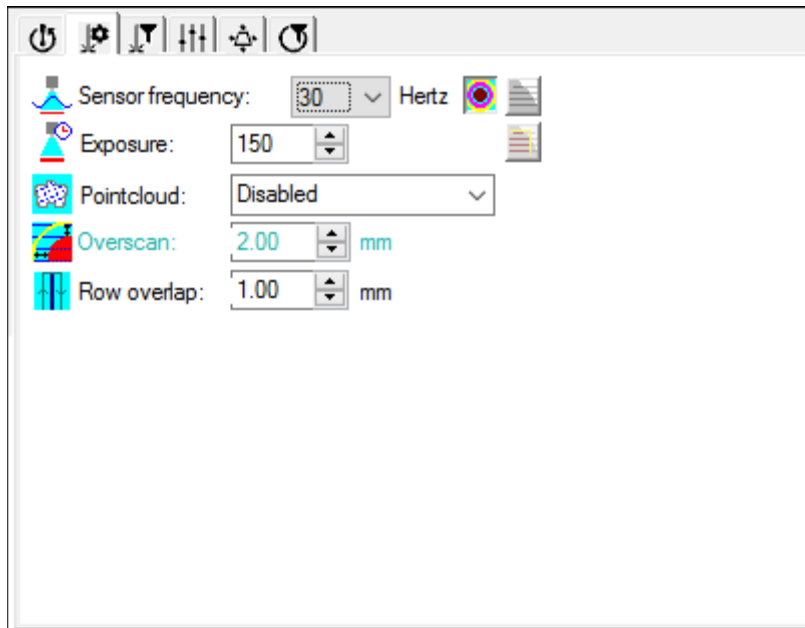 Sensor frequency: 30 Hertz
Exposure: 150
Pointcloud: Disabled
Overscan: 2.00 mm
Row overlap: 1.00 mm